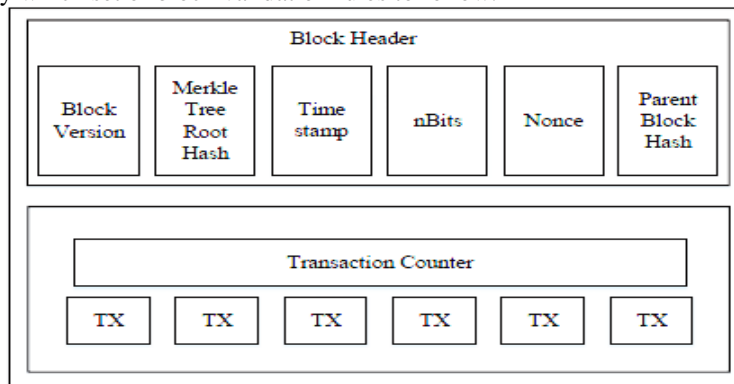 Block Header
Block
Version
Merkle
Tree
Root
Hash
Time
stamp
nBits
Nonce
Parent
Block
Hash
Transaction Counter
TX TX TX TX TX TX